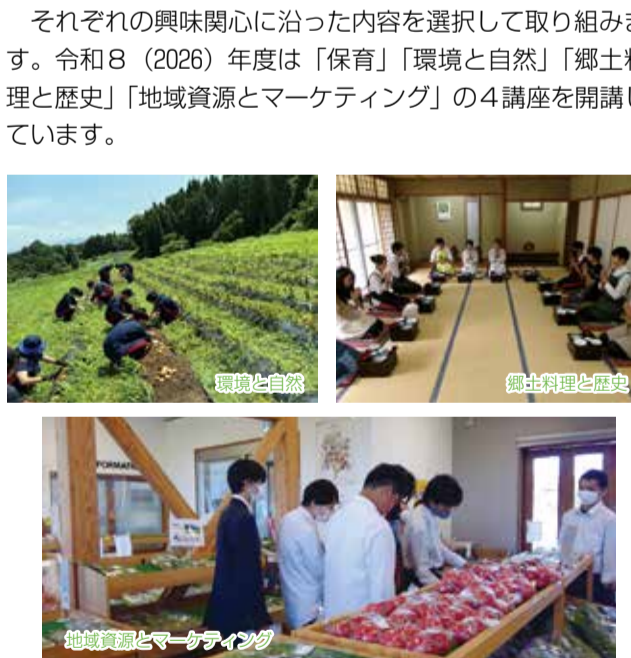 それぞれの興味関心に沿った内容を選択して取り組みま
す。令和８（2026）年度は「保育」「環境と自然」「郷土料
理と歴史」「地域資源とマーケティング」の４講座を開講し
ています。
環境と自然
郷土料理と歴史
FORMAT
地域資源とマーケティング